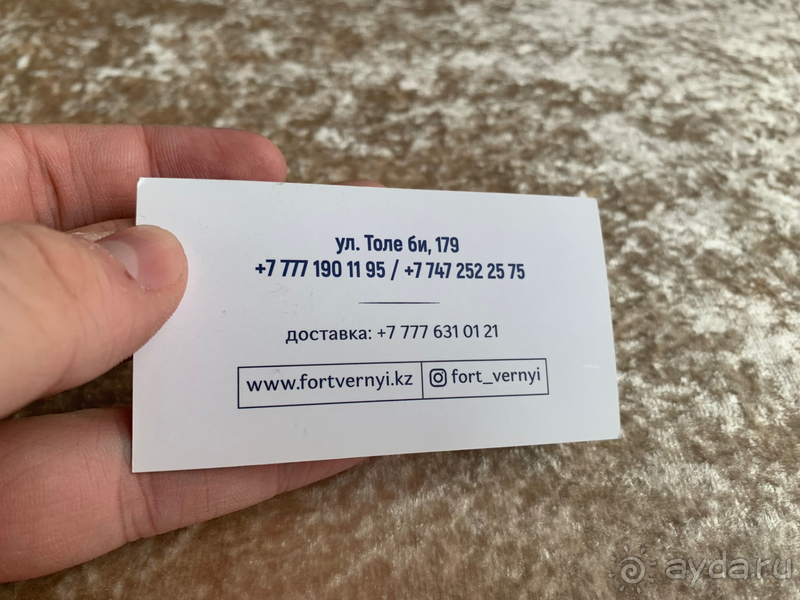 ул. Толе би, 179
+7 777 190 11 95 / +7 747 252 25 75
доставка: +7 777 631 01 21
www.fortvernyi.kz fort_vernyi
ayda.ru